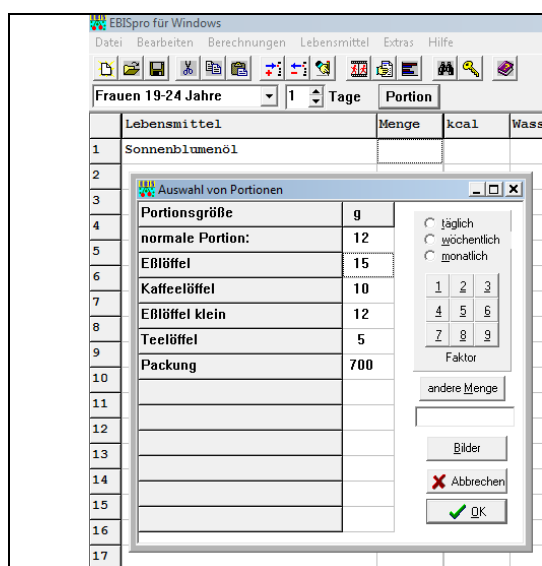 EBISpro für Windows
Datei Bearbeiten Berechnungen Lebensmittel Extras Hilfe
Frauen 19-24 Jahre 1 Tage Portion
Lebensmittel Menge kcal Wass
1 Sonnenblumenöl
2
3
4
5
6
7
8
9
10
11
12
13
14
15
16
17
Auswahl von Portionen
Portionsgröße g
normale Portion: 12
Eßlöffel 15
Kaffeelöffel 10
Eßlöffel klein 12
Teelöffel 5
Packung 700
täglich
wöchentlich
monatlich
1 2 3
4 5 6
7 8 9
Faktor
andere Menge
Bilder
Abbrechen
OK